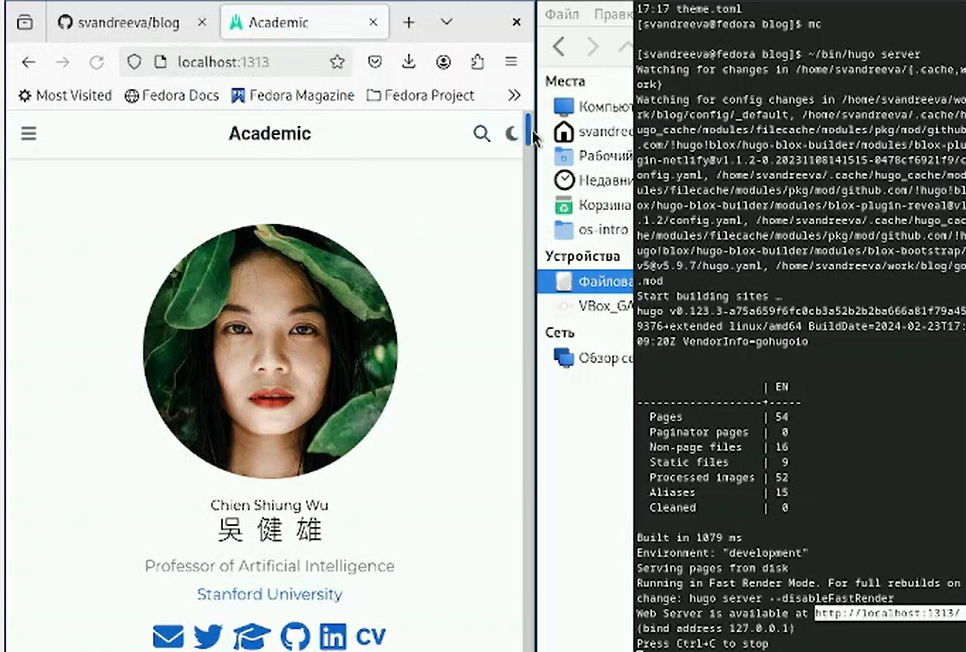 svandreeva/blog
Academic
localhost:1313
Most Visited
Fedora Docs
Fedora Magazine
Fedora Project
Academic
Chien Shiung Wu
吳健雄
Professor of Artificial Intelligence
Stanford University
CV
Файл
Места
Рабочий
Корзина
os-intro
Устройства
Сеть
17:17 theme.toml
[svandreeva@fedora blog]$ mc
[svandreeva@fedora blog]$ ~/bin/hugo server
Watching for changes in /home/svandreeva/{.cache,w
ork}
Watching for config changes in /home/svandreeva/wo
rk/blog/config/_default, /home/svandreeva/.cache/h
ugo_cache/modules/filecache/modules/pkg/mod/github
.com/!hugo!blox/hugo-blox-builder/modules/blox-plu
gin-netlify@v1.1.2-0.20231108141515-0478cf6921f9/c
onfig.yaml, /home/svandreeva/.cache/hugo_cache/mod
ules/filecache/modules/pkg/mod/github.com/!hugo!bl
ox/hugo-blox-builder/modules/blox-plugin-reveal@v1
.1.2/config.yaml, /home/svandreeva/.cache/hugo_cac
he/modules/filecache/modules/pkg/mod/github.com/!h
ugo!blox/hugo-blox-builder/modules/blox-bootstrap/
v5@v5.9.7/hugo.yaml, /home/svandreeva/work/blog/go
.mod
Start building sites …
hugo v0.123.3-a75a659f6fc0cb3a52b2b2ba666a81f79a45
9376+extended linux/amd64 BuildDate=2024-02-23T17:
09:20Z VendorInfo=gohugoio
| EN
-------------------+-----
Pages | 54
Paginator pages | 0
Non-page files | 16
Static files | 9
Processed images | 52
Aliases | 15
Cleaned | 0
Built in 1079 ms
Environment: "development"
Serving pages from disk
Running in Fast Render Mode. For full rebuilds on
change: hugo server --disableFastRender
Web Server is available at http://localhost:1313/
(bind address 127.0.0.1)
Press Ctrl+C to stop